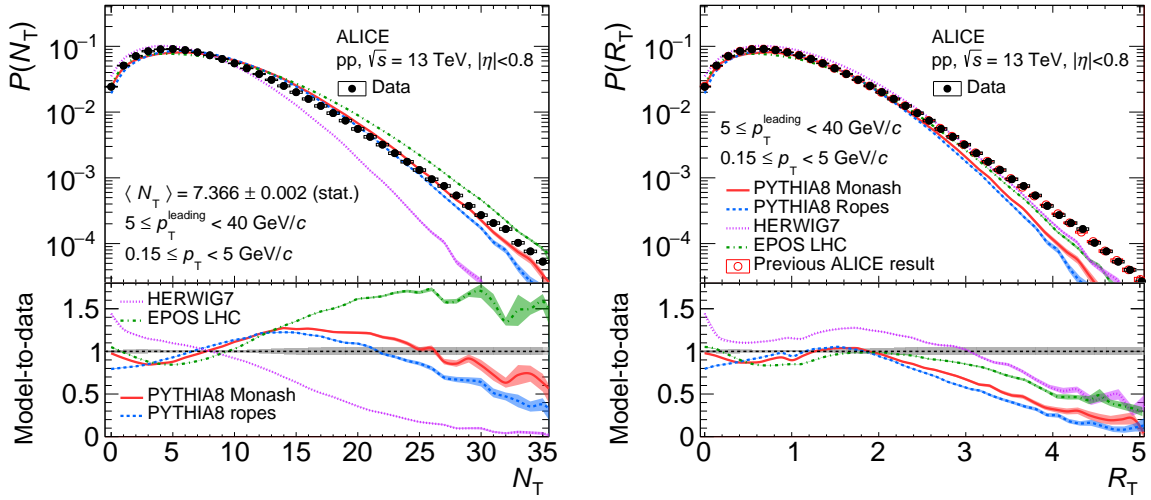 P(N_T)
10^−1
10^−2
10^−3
10^−4
ALICE
pp, √s = 13 TeV, |η|<0.8
Data
⟨ N_T ⟩ = 7.366 ± 0.002 (stat.)
5 ≤ p_T^leading < 40 GeV/c
0.15 ≤ p_T < 5 GeV/c
Model-to-data
1.5
1
0.5
0
HERWIG7
EPOS LHC
PYTHIA8 Monash
PYTHIA8 ropes
0 5 10 15 20 25 30 35
N_T
P(R_T)
10^−1
10^−2
10^−3
10^−4
ALICE
pp, √s = 13 TeV, |η|<0.8
Data
5 ≤ p_T^leading < 40 GeV/c
0.15 ≤ p_T < 5 GeV/c
PYTHIA8 Monash
PYTHIA8 Ropes
HERWIG7
EPOS LHC
Previous ALICE result
Model-to-data
1.5
1
0.5
0
0 1 2 3 4 5
R_T